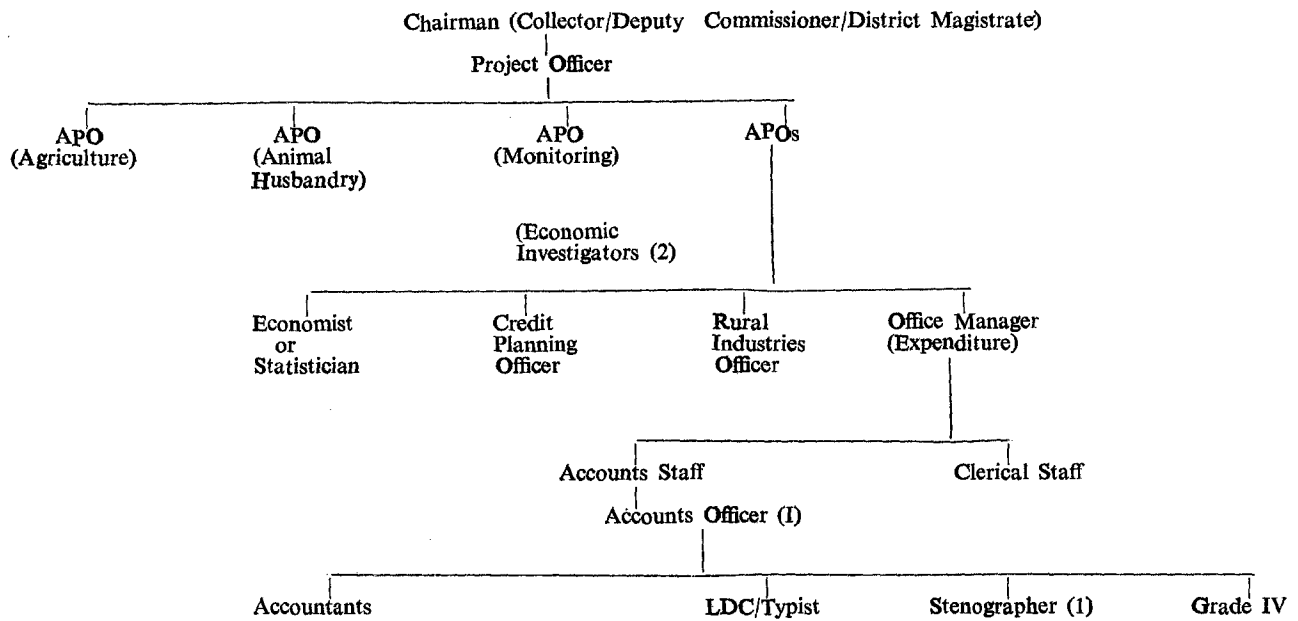 Chairman (Collector/Deputy Commissioner/District Magistrate)
Project Officer
APO
(Agriculture)
APO
(Animal
Husbandry)
APO
(Monitoring)
APOs
(Economic
Investigators (2)
Economist
or
Statistician
Credit
Planning
Officer
Rural
Industries
Officer
Office Manager
(Expenditure)
Accounts Staff
Clerical Staff
Accounts Officer (I)
Accountants
LDC/Typist
Stenographer (1)
Grade IV